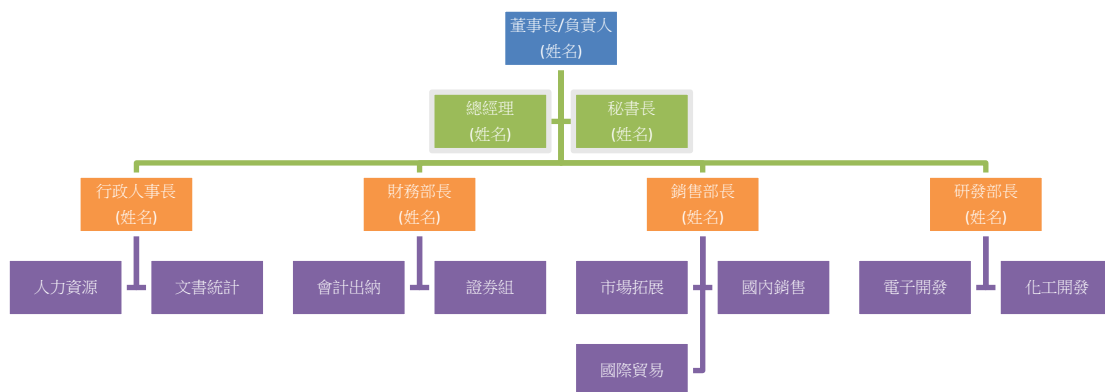 董事長/負責人
(姓名)
總經理
(姓名)
秘書長
(姓名)
行政人事長
(姓名)
財務部長
(姓名)
銷售部長
(姓名)
研發部長
(姓名)
人力資源
文書統計
會計出納
證券組
市場拓展
國內銷售
電子開發
化工開發
國際貿易